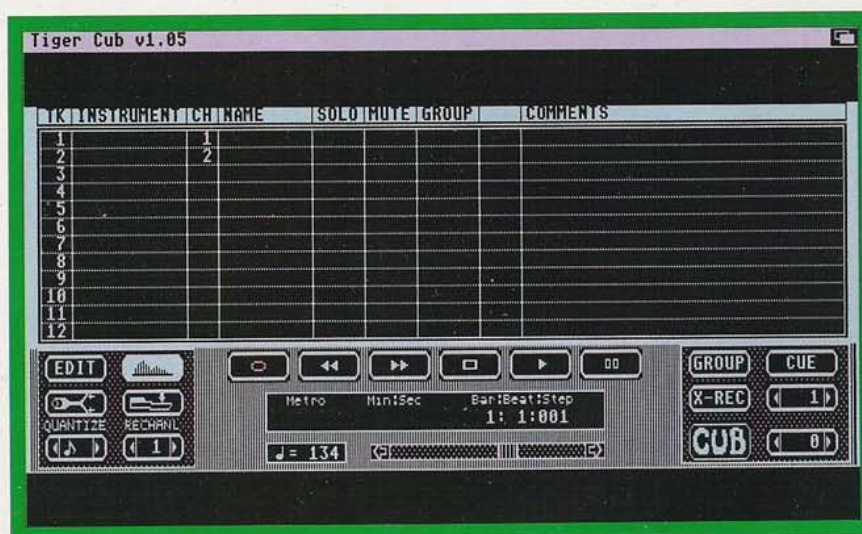 Tiger Cub v1.05
TK INSTRUMENT CH NAME SOLO MUTE GROUP COMMENTS
1 1
2 2
3
4
5
6
7
8
9
10
11
12
EDIT GROUP CUE
Metro Min:Sec Bar:Beat:Step X-REC 1
QUANTIZE RECHANL 1: 1:001
1 ♩= 134 CUB 0